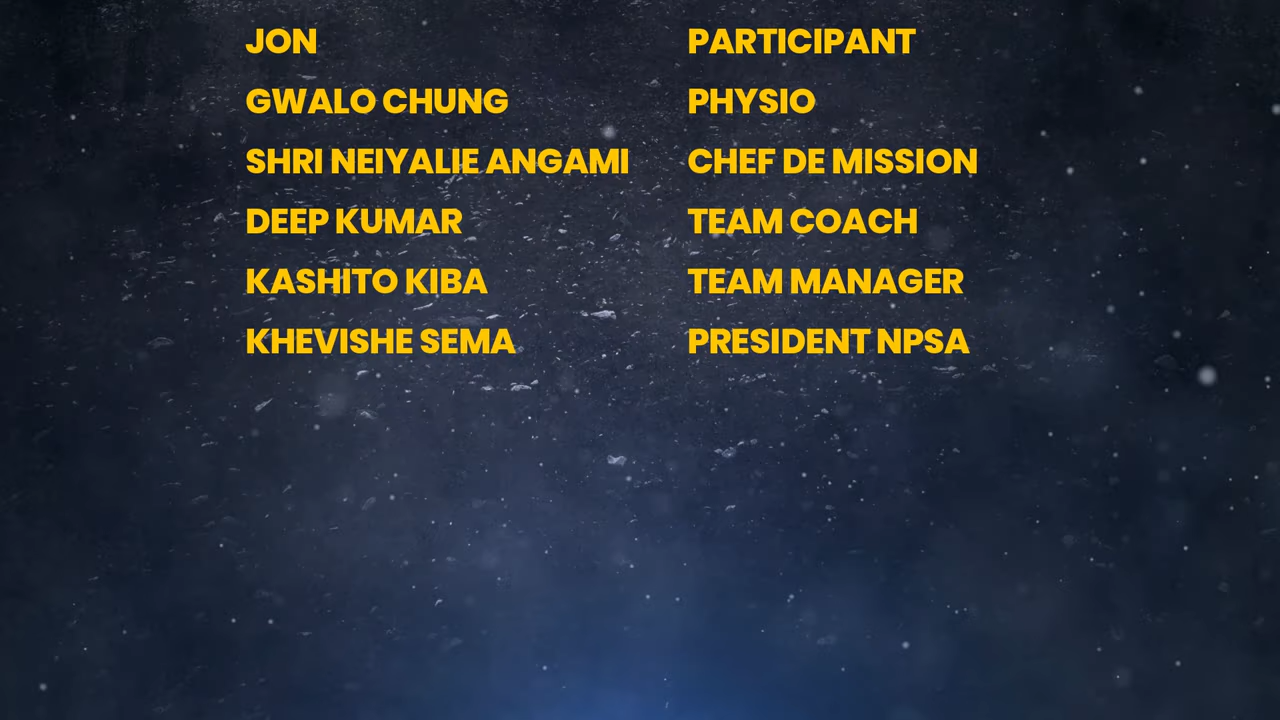 JON PARTICIPANT
GWALO CHUNG PHYSIO
SHRI NEIYALIE ANGAMI CHEF DE MISSION
DEEP KUMAR TEAM COACH
KASHITO KIBA TEAM MANAGER
KHEVISHE SEMA PRESIDENT NPSA